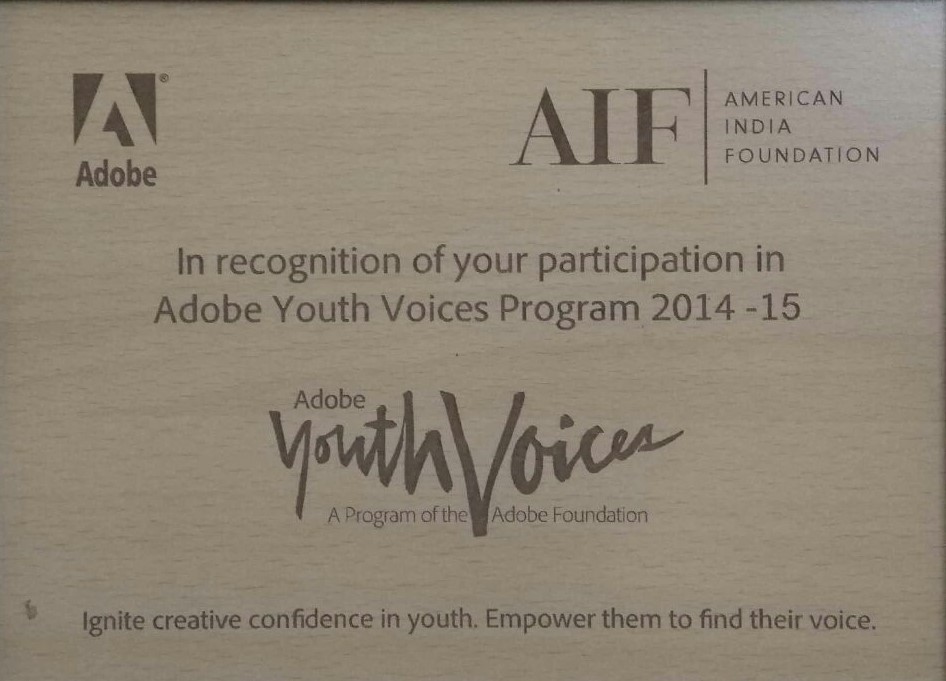 Adobe®
AIF
AMERICAN
INDIA
FOUNDATION
In recognition of your participation in
Adobe Youth Voices Program 2014 -15
Adobe
Youth Voices
A Program of the Adobe Foundation
Ignite creative confidence in youth. Empower them to find their voice.